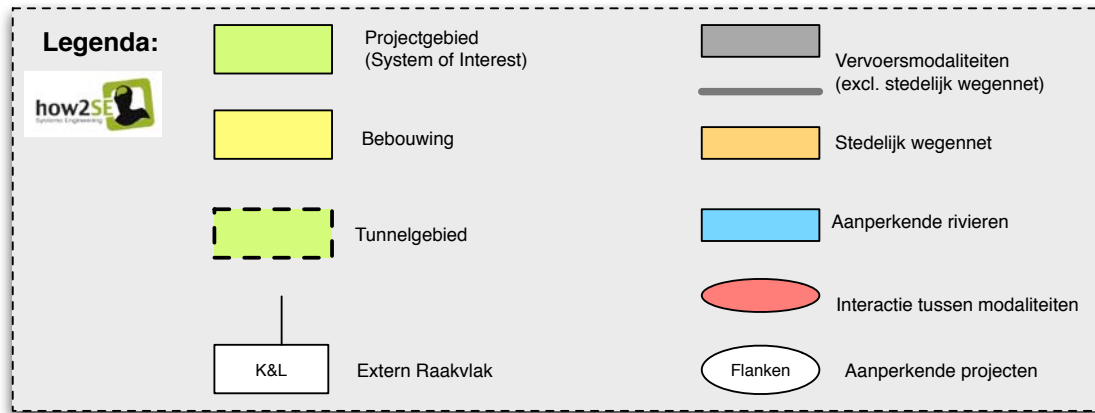 Legenda:
how2SE
Systems Engineering
Projectgebied
(System of Interest)
Bebouwing
Tunnelgebied
K&L
Extern Raakvlak
Vervoersmodaliteiten
(excl. stedelijk wegennet)
Stedelijk wegennet
Aanperkende rivieren
Interactie tussen modaliteiten
Flanken
Aanperkende projecten